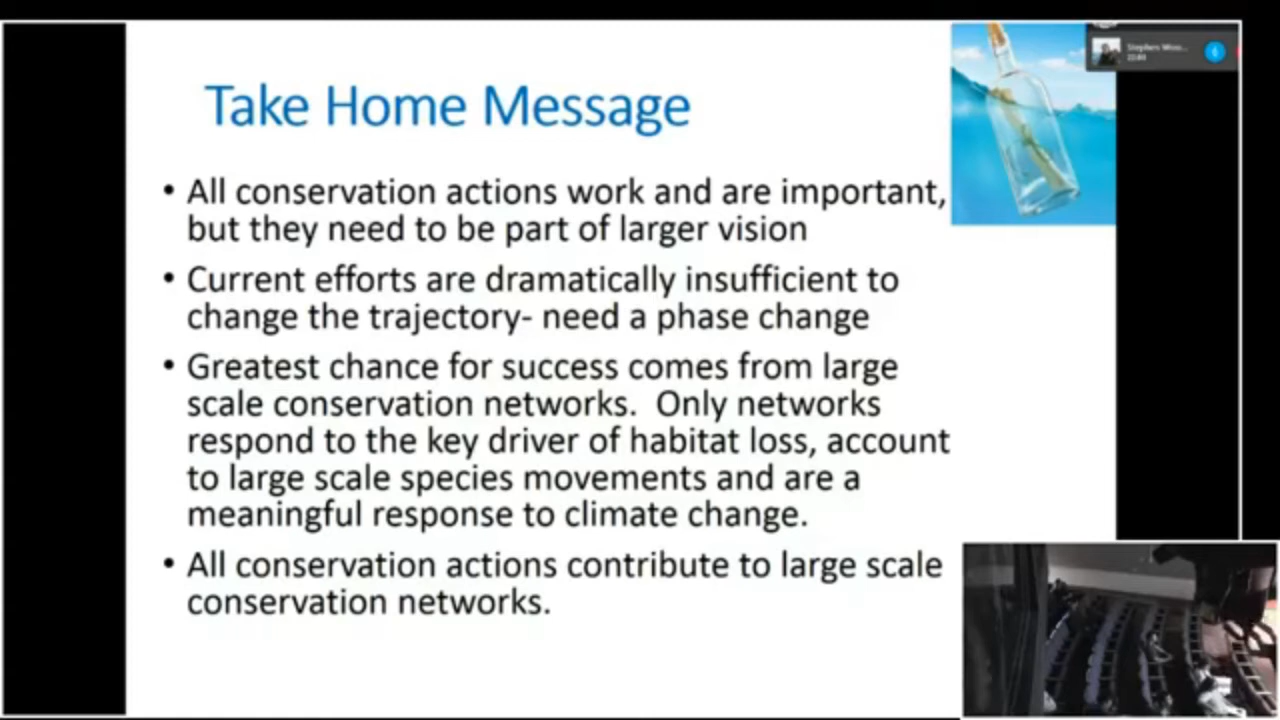 Take Home Message
• All conservation actions work and are important,
but they need to be part of larger vision
• Current efforts are dramatically insufficient to
change the trajectory- need a phase change
• Greatest chance for success comes from large
scale conservation networks.  Only networks
respond to the key driver of habitat loss, account
to large scale species movements and are a
meaningful response to climate change.
• All conservation actions contribute to large scale
conservation networks.
Stephen